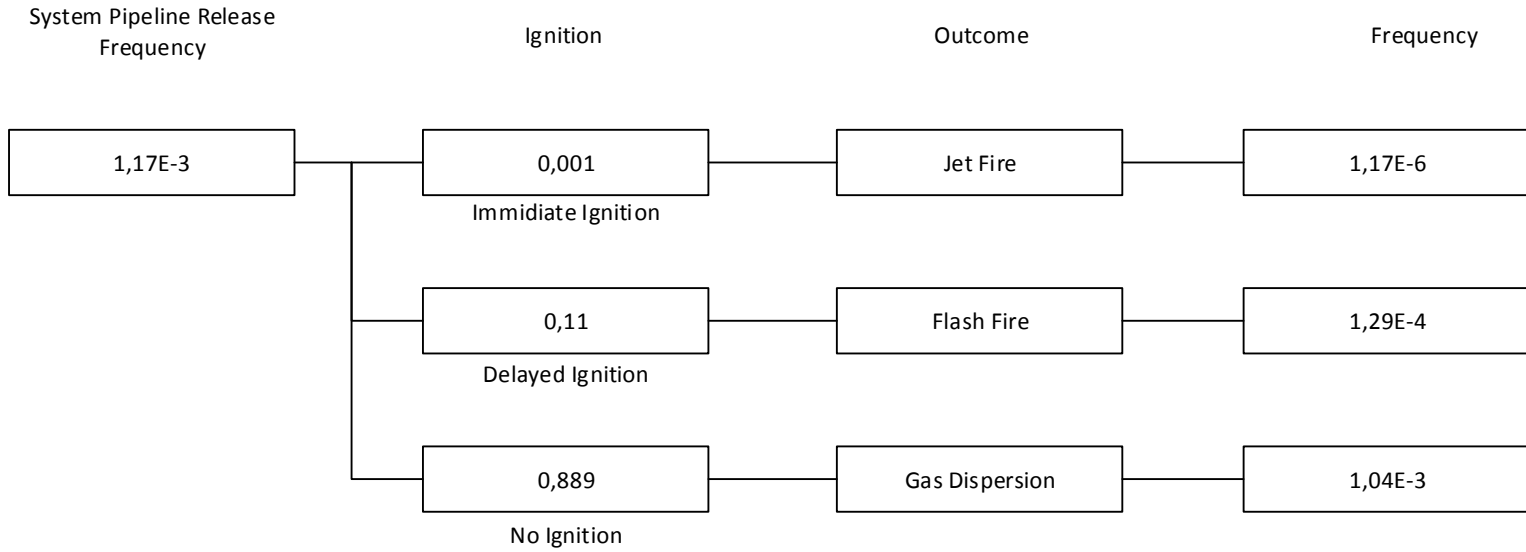 System Pipeline Release
Frequency
Ignition
Outcome
Frequency
1,17E-3
0,001
Jet Fire
1,17E-6
Immidiate Ignition
0,11
Flash Fire
1,29E-4
Delayed Ignition
0,889
Gas Dispersion
1,04E-3
No Ignition